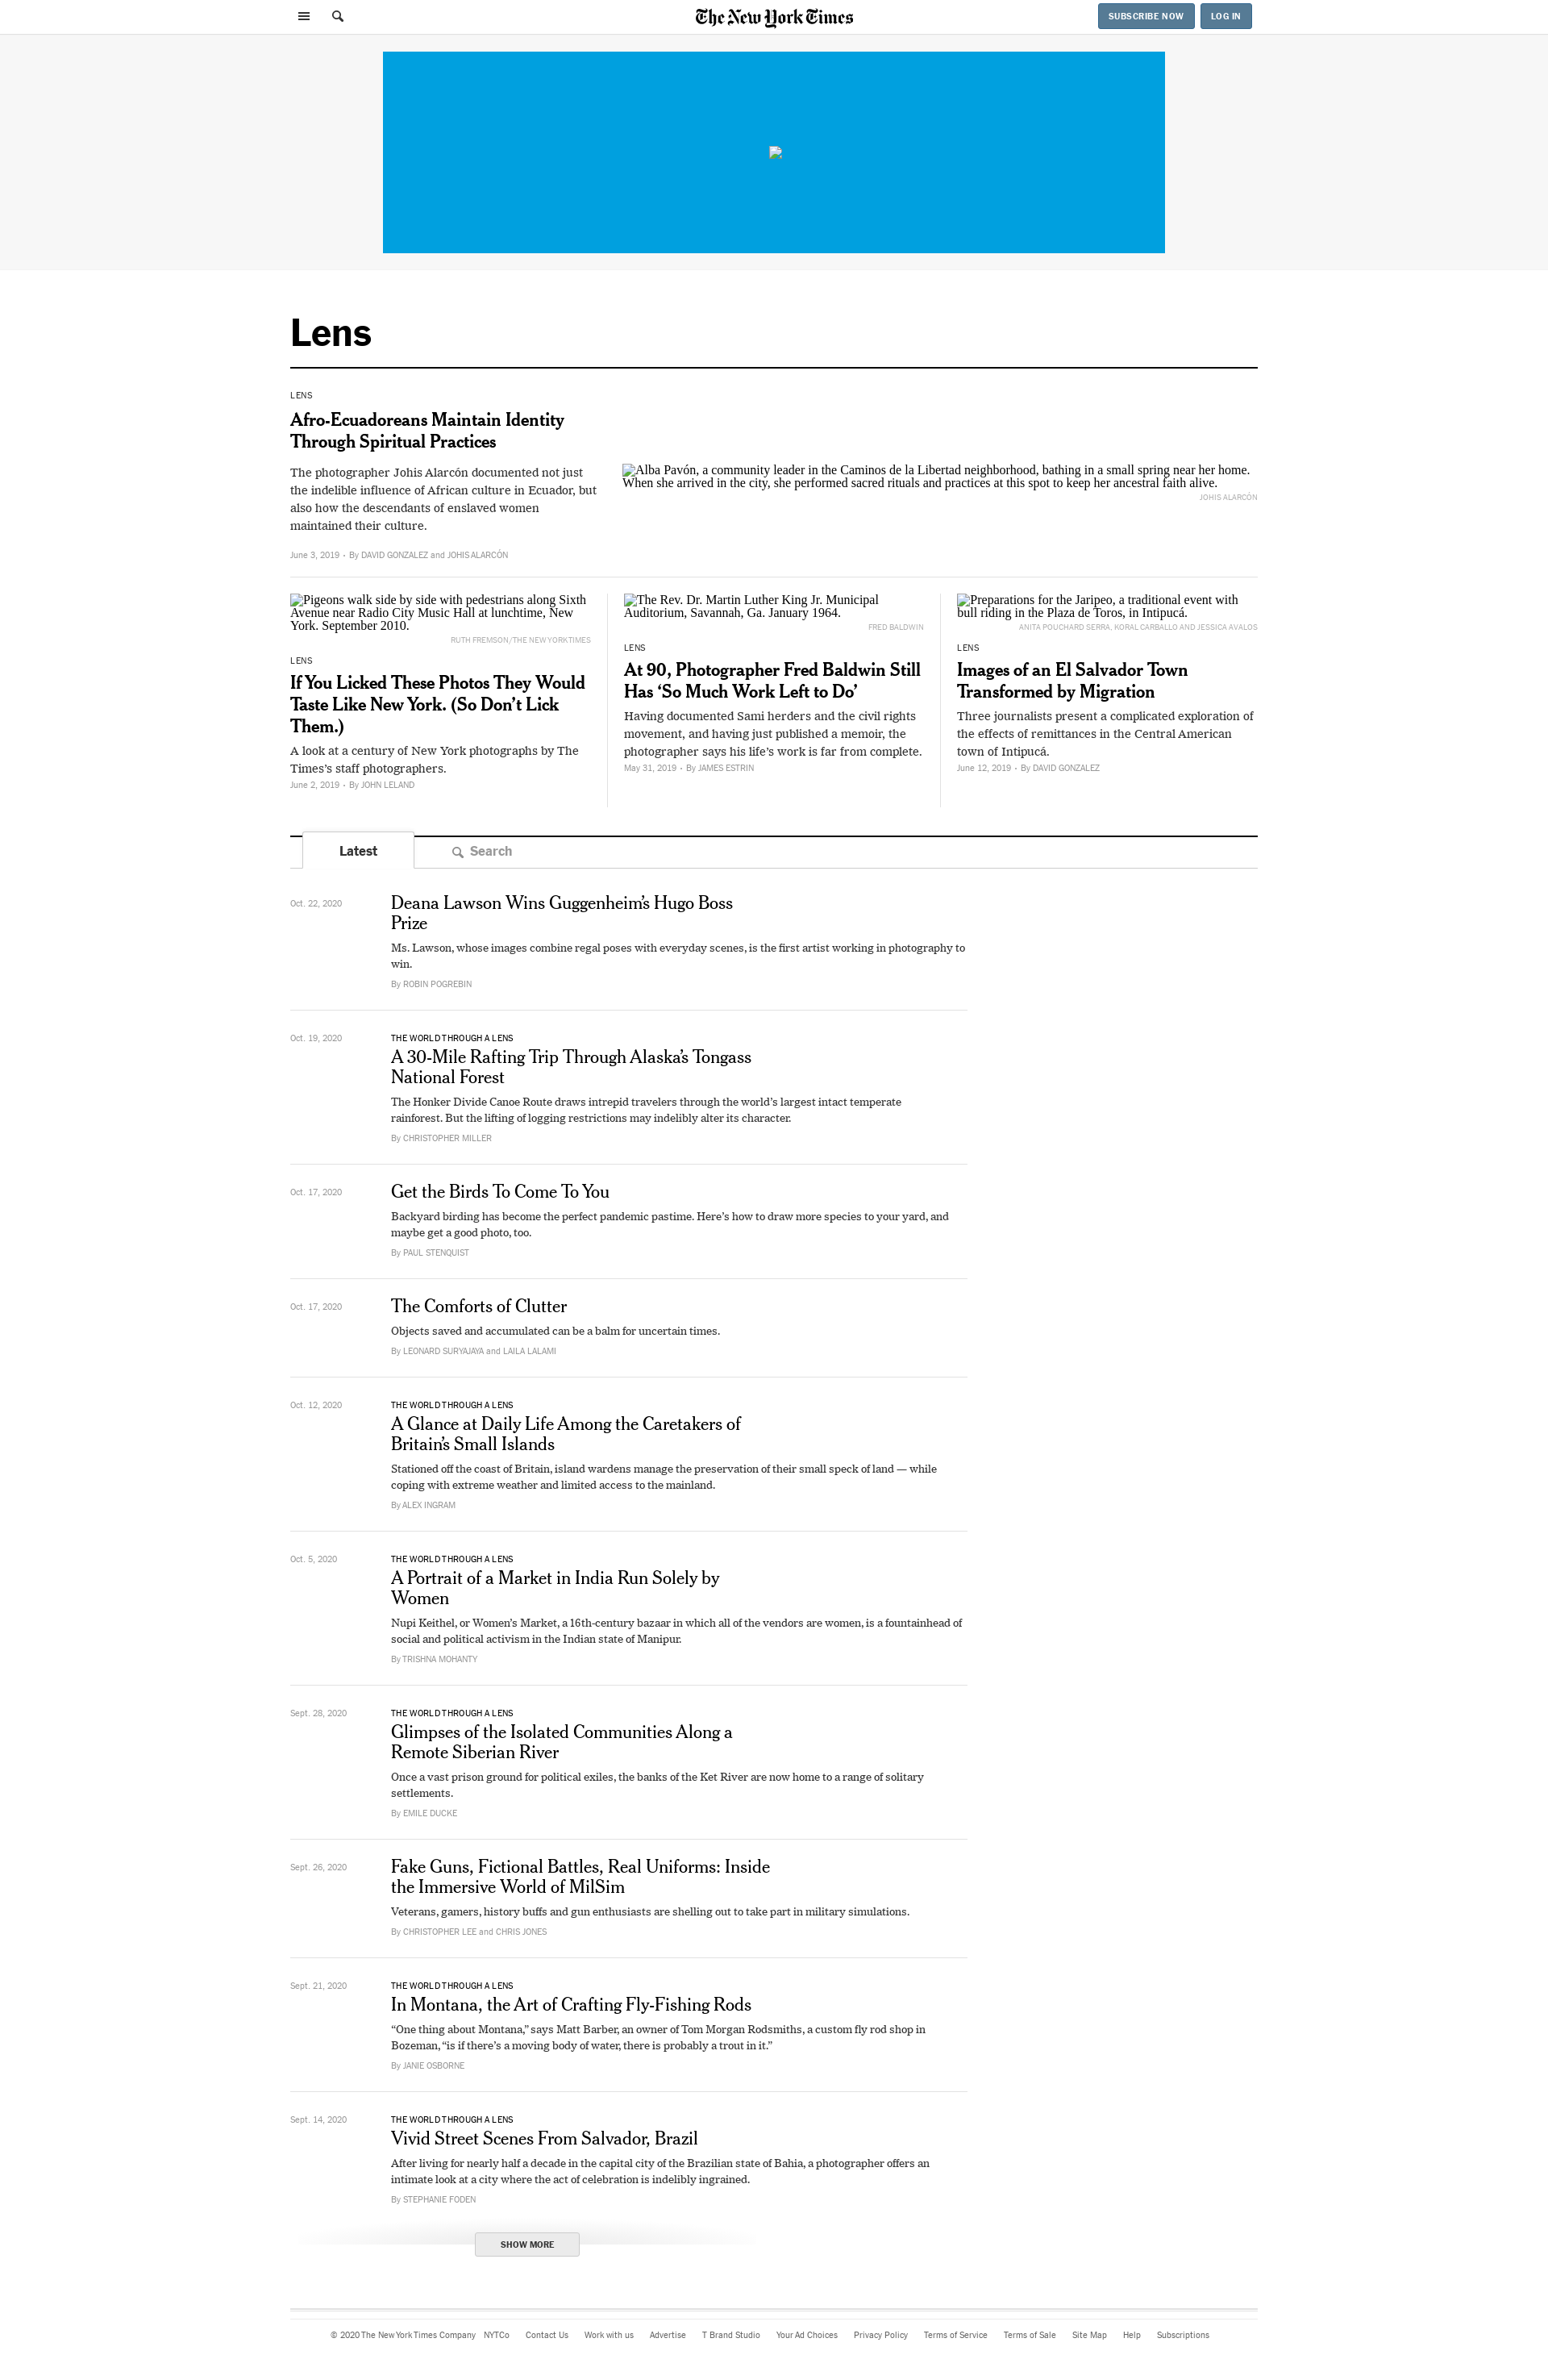 The New York Times
SUBSCRIBE NOW
LOG IN
Lens
LENS
Afro-Ecuadoreans Maintain Identity
Through Spiritual Practices
The photographer Johis Alarcón documented not just
the indelible influence of African culture in Ecuador, but
also how the descendants of enslaved women
maintained their culture.
June 3, 2019 • By DAVID GONZALEZ and JOHIS ALARCÓN
Alba Pavón, a community leader in the Caminos de la Libertad neighborhood, bathing in a small spring near her home.
When she arrived in the city, she performed sacred rituals and practices at this spot to keep her ancestral faith alive.
JOHIS ALARCÓN
Pigeons walk side by side with pedestrians along Sixth
Avenue near Radio City Music Hall at lunchtime, New
York. September 2010.
RUTH FREMSON/THE NEW YORK TIMES
LENS
If You Licked These Photos They Would
Taste Like New York. (So Don’t Lick
Them.)
A look at a century of New York photographs by The
Times’s staff photographers.
June 2, 2019 • By JOHN LELAND
The Rev. Dr. Martin Luther King Jr. Municipal
Auditorium, Savannah, Ga. January 1964.
FRED BALDWIN
LENS
At 90, Photographer Fred Baldwin Still
Has ‘So Much Work Left to Do’
Having documented Sami herders and the civil rights
movement, and having just published a memoir, the
photographer says his life’s work is far from complete.
May 31, 2019 • By JAMES ESTRIN
Preparations for the Jaripeo, a traditional event with
bull riding in the Plaza de Toros, in Intipucá.
ANITA POUCHARD SERRA, KORAL CARBALLO AND JESSICA AVALOS
LENS
Images of an El Salvador Town
Transformed by Migration
Three journalists present a complicated exploration of
the effects of remittances in the Central American
town of Intipucá.
June 12, 2019 • By DAVID GONZALEZ
Latest
Search
Oct. 22, 2020
Deana Lawson Wins Guggenheim’s Hugo Boss
Prize
Ms. Lawson, whose images combine regal poses with everyday scenes, is the first artist working in photography to
win.
By ROBIN POGREBIN
Oct. 19, 2020
THE WORLD THROUGH A LENS
A 30-Mile Rafting Trip Through Alaska’s Tongass
National Forest
The Honker Divide Canoe Route draws intrepid travelers through the world’s largest intact temperate
rainforest. But the lifting of logging restrictions may indelibly alter its character.
By CHRISTOPHER MILLER
Oct. 17, 2020
Get the Birds To Come To You
Backyard birding has become the perfect pandemic pastime. Here’s how to draw more species to your yard, and
maybe get a good photo, too.
By PAUL STENQUIST
Oct. 17, 2020
The Comforts of Clutter
Objects saved and accumulated can be a balm for uncertain times.
By LEONARD SURYAJAYA and LAILA LALAMI
Oct. 12, 2020
THE WORLD THROUGH A LENS
A Glance at Daily Life Among the Caretakers of
Britain’s Small Islands
Stationed off the coast of Britain, island wardens manage the preservation of their small speck of land — while
coping with extreme weather and limited access to the mainland.
By ALEX INGRAM
Oct. 5, 2020
THE WORLD THROUGH A LENS
A Portrait of a Market in India Run Solely by
Women
Nupi Keithel, or Women’s Market, a 16th-century bazaar in which all of the vendors are women, is a fountainhead of
social and political activism in the Indian state of Manipur.
By TRISHNA MOHANTY
Sept. 28, 2020
THE WORLD THROUGH A LENS
Glimpses of the Isolated Communities Along a
Remote Siberian River
Once a vast prison ground for political exiles, the banks of the Ket River are now home to a range of solitary
settlements.
By EMILE DUCKE
Sept. 26, 2020
Fake Guns, Fictional Battles, Real Uniforms: Inside
the Immersive World of MilSim
Veterans, gamers, history buffs and gun enthusiasts are shelling out to take part in military simulations.
By CHRISTOPHER LEE and CHRIS JONES
Sept. 21, 2020
THE WORLD THROUGH A LENS
In Montana, the Art of Crafting Fly-Fishing Rods
“One thing about Montana,” says Matt Barber, an owner of Tom Morgan Rodsmiths, a custom fly rod shop in
Bozeman, “is if there’s a moving body of water, there is probably a trout in it.”
By JANIE OSBORNE
Sept. 14, 2020
THE WORLD THROUGH A LENS
Vivid Street Scenes From Salvador, Brazil
After living for nearly half a decade in the capital city of the Brazilian state of Bahia, a photographer offers an
intimate look at a city where the act of celebration is indelibly ingrained.
By STEPHANIE FODEN
SHOW MORE
© 2020 The New York Times Company NYTCo Contact Us Work with us Advertise T Brand Studio Your Ad Choices Privacy Policy Terms of Service Terms of Sale Site Map Help Subscriptions